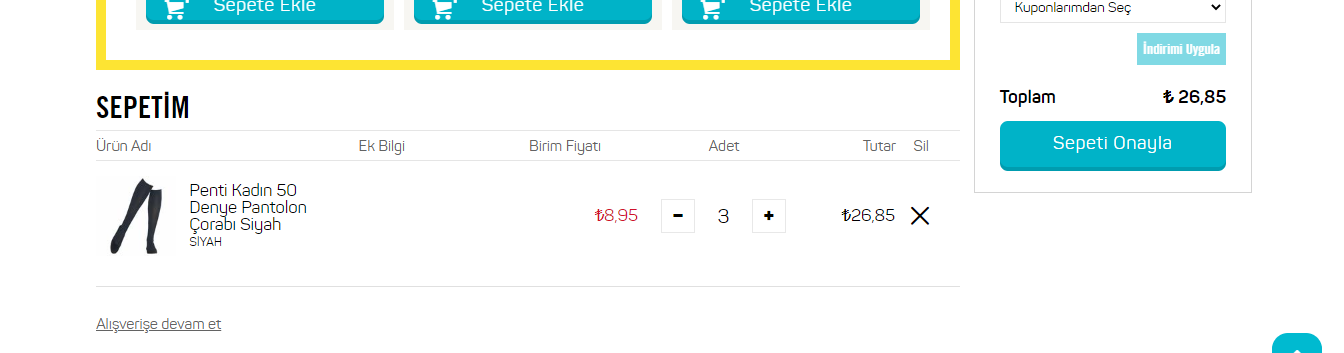 Sepete Ekle Sepete Ekle Sepete Ekle
Kuponlarımdan Seç
İndirimi Uygula
Toplam ₺ 26,85
Sepeti Onayla
SEPETİM
Ürün Adı Ek Bilgi Birim Fiyatı Adet Tutar Sil
Penti Kadın 50
Denye Pantolon
Çorabı Siyah
SİYAH
₺8,95 - 3 + ₺26,85
Alışverişe devam et